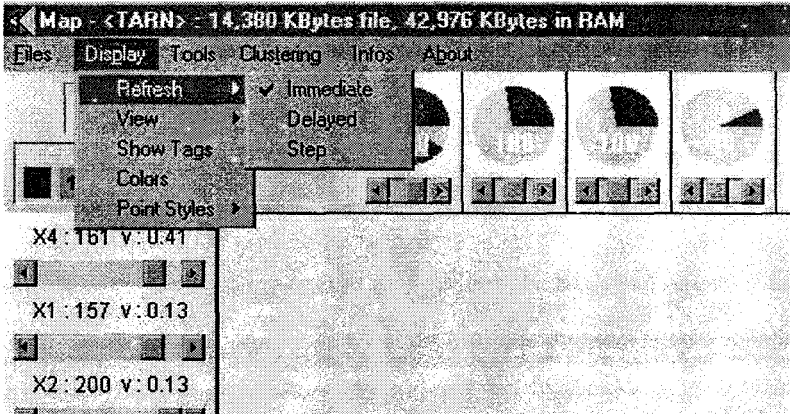 Map - <TARN> : 14,380 KBytes file, 42,976 KBytes in RAM
Files Display Tools Clustering Infos About
Refresh
View
Show Tags
Colors
Point Styles
Immediate
Delayed
Step
X4 : 161 v : 0.41
X1 : 157 v : 0.13
X2 : 200 v : 0.13